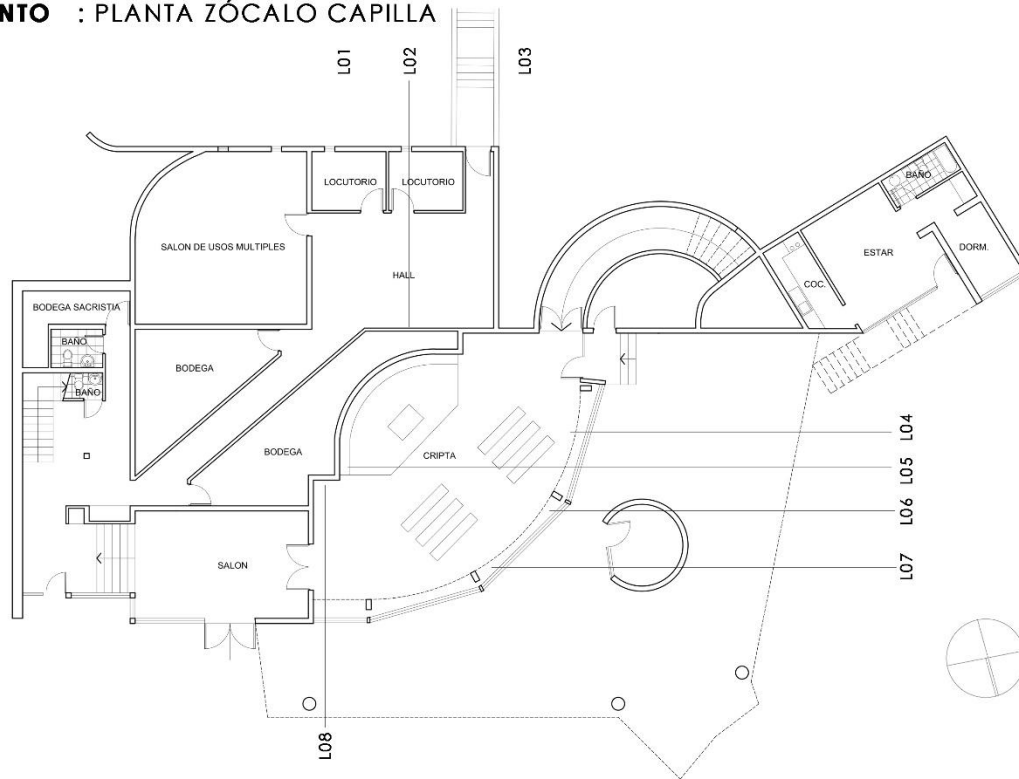 NTO : PLANTA ZÓCALO CAPILLA
L01
L02
L03
LOCUTORIO
LOCUTORIO
BAÑO
SALON DE USOS MULTIPLES
ESTAR
DORM.
HALL
COC.
BODEGA SACRISTIA
BAÑO
BODEGA
BAÑO
L04
BODEGA
CRIPTA
L05
L06
SALON
L07
L08